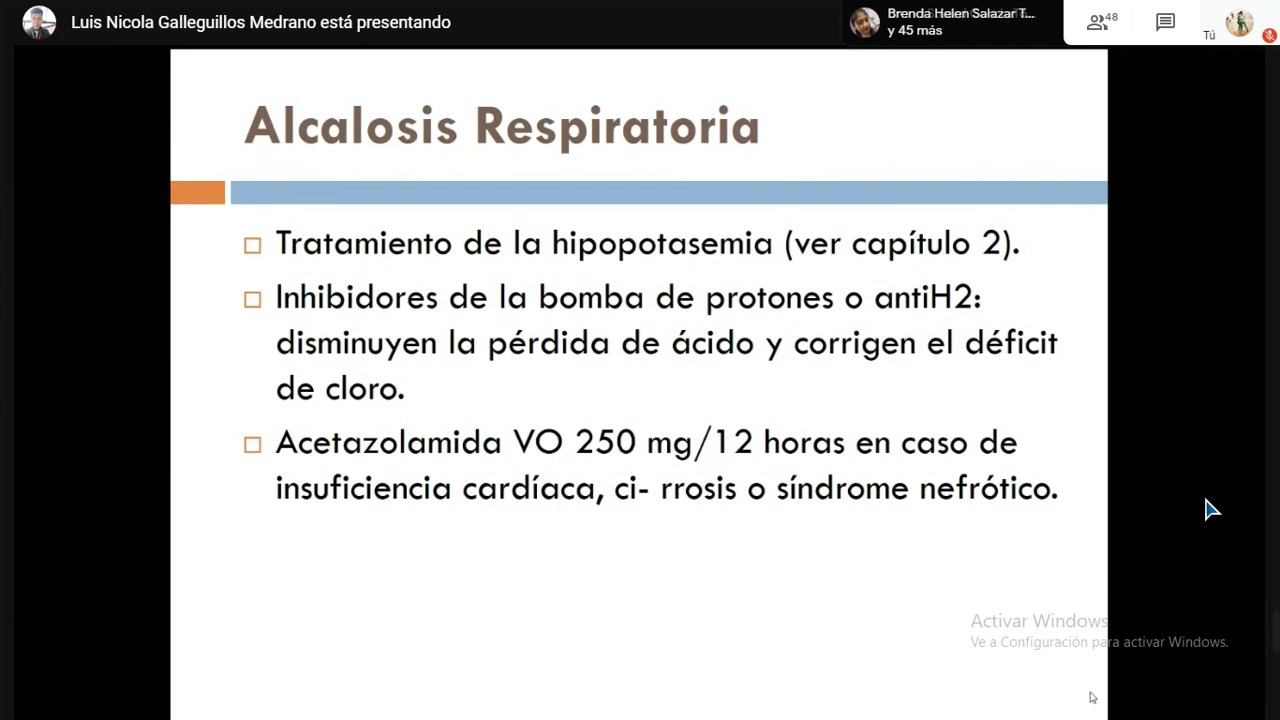 Luis Nicola Galleguillos Medrano está presentando
Brenda Helen Salazar T...
y 45 más
48
Tú
Alcalosis Respiratoria
Tratamiento de la hipopotasemia (ver capítulo 2).
Inhibidores de la bomba de protones o antiH2:
disminuyen la pérdida de ácido y corrigen el déficit
de cloro.
Acetazolamida VO 250 mg/12 horas en caso de
insuficiencia cardíaca, ci- rrosis o síndrome nefrótico.
Activar Windows
Ve a Configuración para activar Windows.